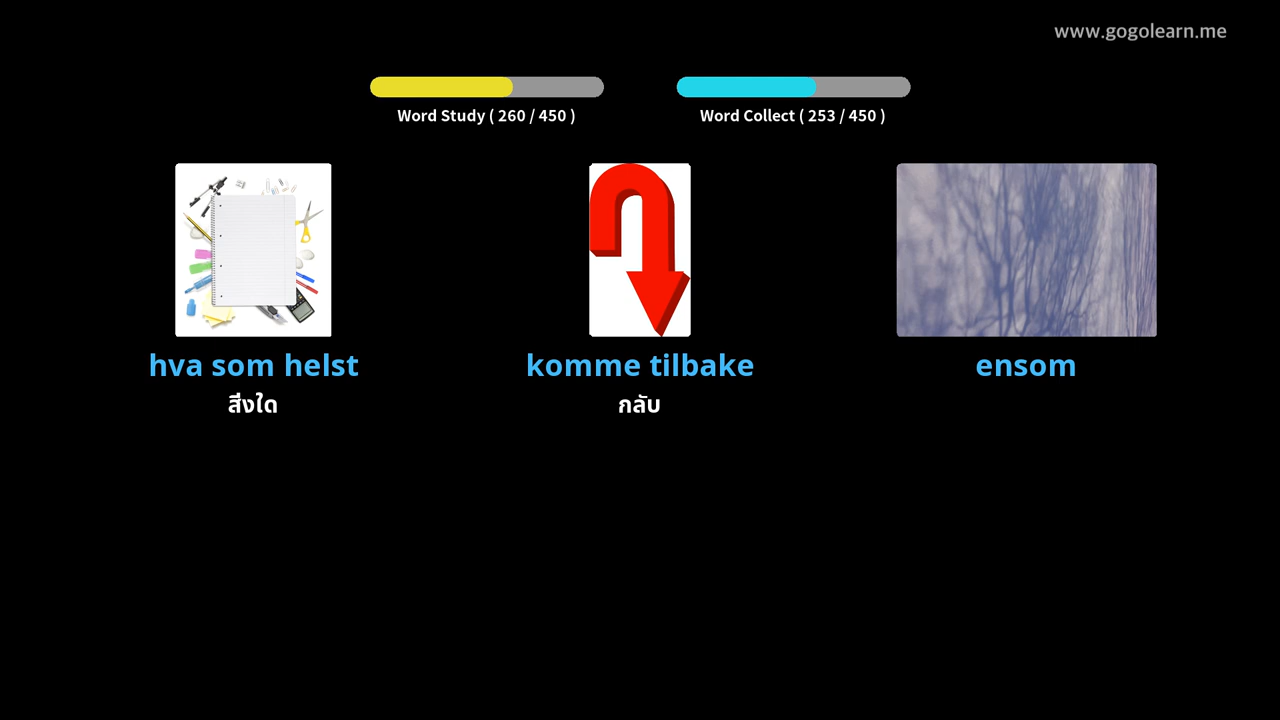 www.gogolearn.me
Word Study ( 260 / 450 )
Word Collect ( 253 / 450 )
hva som helst
komme tilbake
ensom
สี่งใด
กลับ